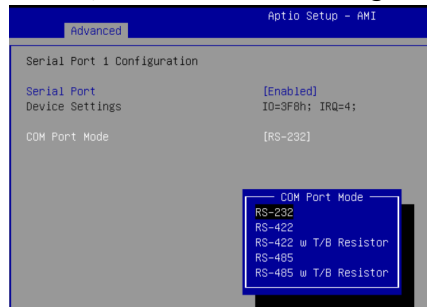 Aptio Setup - AMI
Advanced
Serial Port 1 Configuration
Serial Port [Enabled]
Device Settings IO=3F8h; IRQ=4;
COM Port Mode [RS-232]
COM Port Mode
RS-232
RS-422
RS-422 w T/B Resistor
RS-485
RS-485 w T/B Resistor